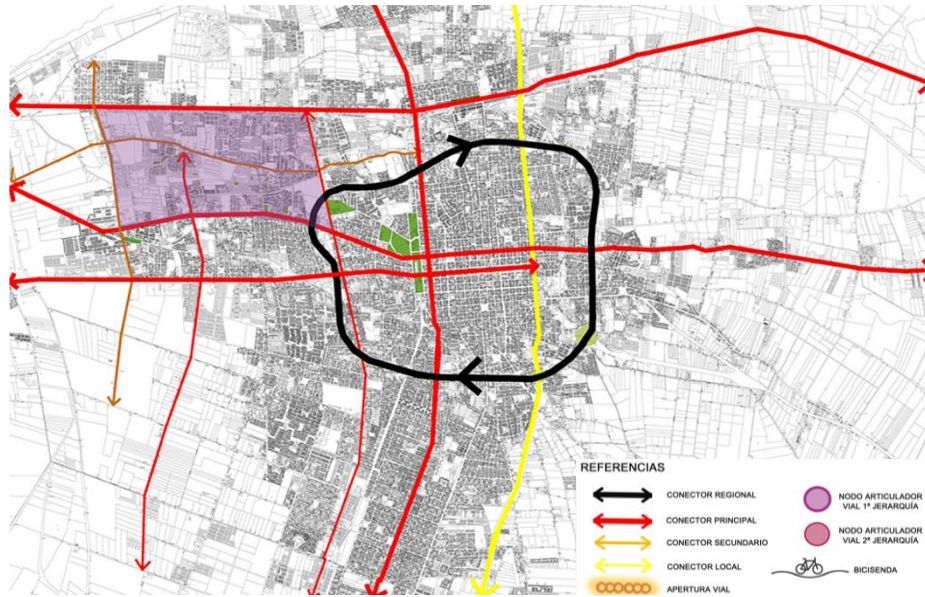 REFERENCIAS
CONECTOR REGIONAL
CONECTOR PRINCIPAL
CONECTOR SECUNDARIO
CONECTOR LOCAL
APERTURA VIAL
NODO ARTICULADOR
VIAL 1ª JERARQUÍA
NODO ARTICULADOR
VIAL 2ª JERARQUÍA
BICISENDA